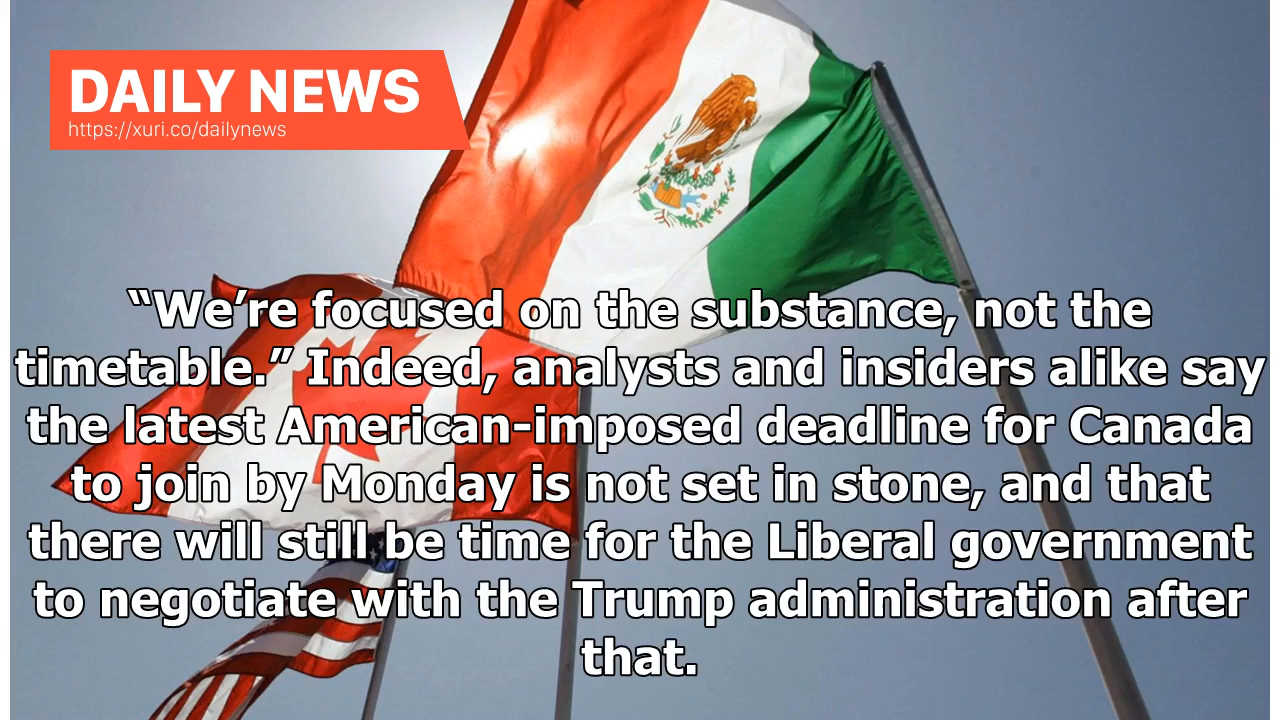 DAILY NEWS
https://xuri.co/dailynews
“We’re focused on the substance, not the
timetable.” Indeed, analysts and insiders alike say
the latest American-imposed deadline for Canada
to join by Monday is not set in stone, and that
there will still be time for the Liberal government
to negotiate with the Trump administration after
that.